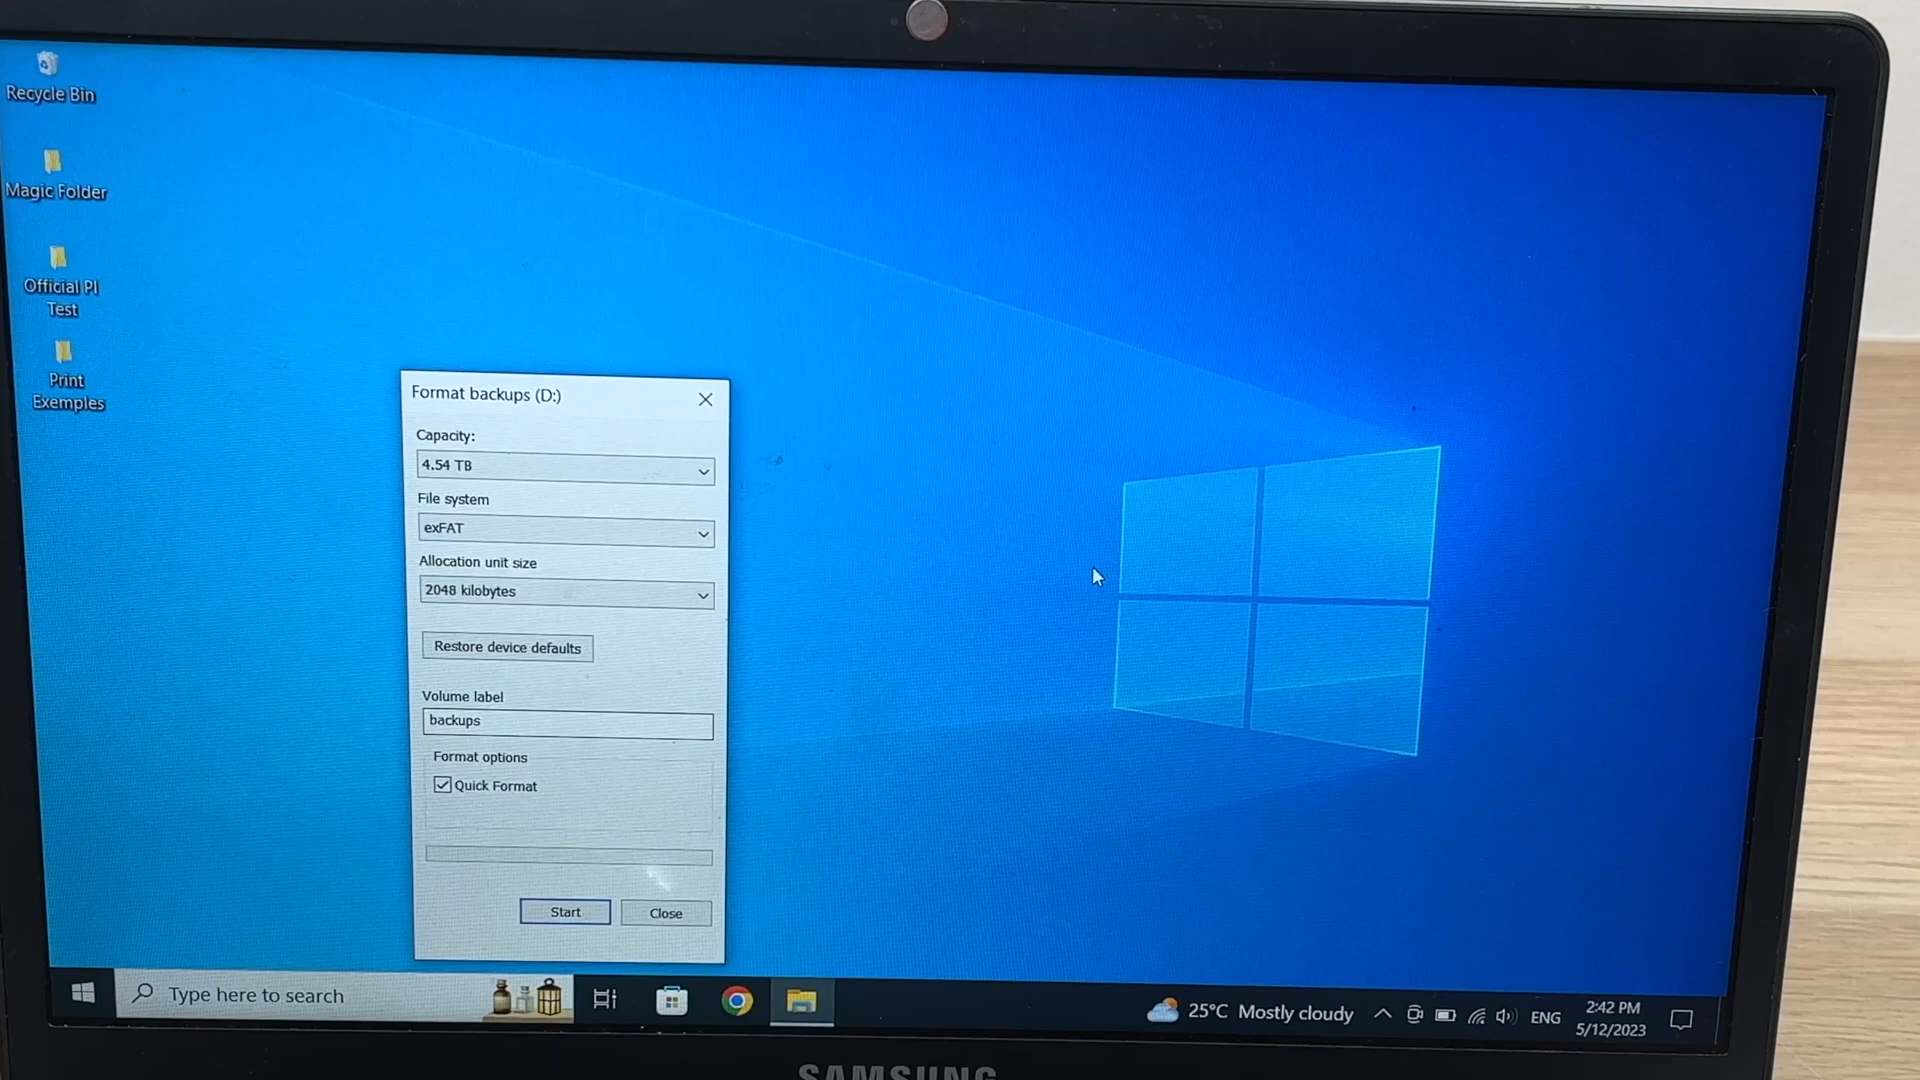 Recycle Bin
Magic Folder
Official PI
Test
Print
Exemples
Format backups (D:)
Capacity:
4.54 TB
File system
exFAT
Allocation unit size
2048 kilobytes
Restore device defaults
Volume label
backups
Format options
Quick Format
Start
Close
Type here to search
25°C Mostly cloudy
ENG
2:42 PM
5/12/2023
SAMSUNG